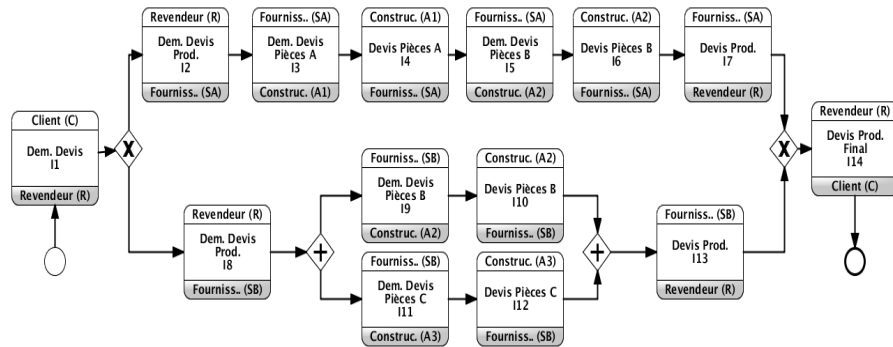 Client (C)
Dem. Devis
I1
Revendeur (R)
X
Revendeur (R)
Dem. Devis
Prod.
I2
Fourniss.. (SA)
Fourniss.. (SA)
Dem. Devis
Pièces A
I3
Construc. (A1)
Construc. (A1)
Devis Pièces A
I4
Fourniss.. (SA)
Fourniss.. (SA)
Dem. Devis
Pièces B
I5
Construc. (A2)
Construc. (A2)
Devis Pièces B
I6
Fourniss.. (SA)
Fourniss.. (SA)
Devis Prod.
I7
Revendeur (R)
Revendeur (R)
Dem. Devis
Prod.
I8
Fourniss.. (SB)
+
Fourniss.. (SB)
Dem. Devis
Pièces B
I9
Construc. (A2)
Construc. (A2)
Devis Pièces B
I10
Fourniss.. (SB)
Fourniss.. (SB)
Dem. Devis
Pièces C
I11
Construc. (A3)
Construc. (A3)
Devis Pièces C
I12
Fourniss.. (SB)
+
Fourniss.. (SB)
Devis Prod.
I13
Revendeur (R)
X
Revendeur (R)
Devis Prod.
Final
I14
Client (C)